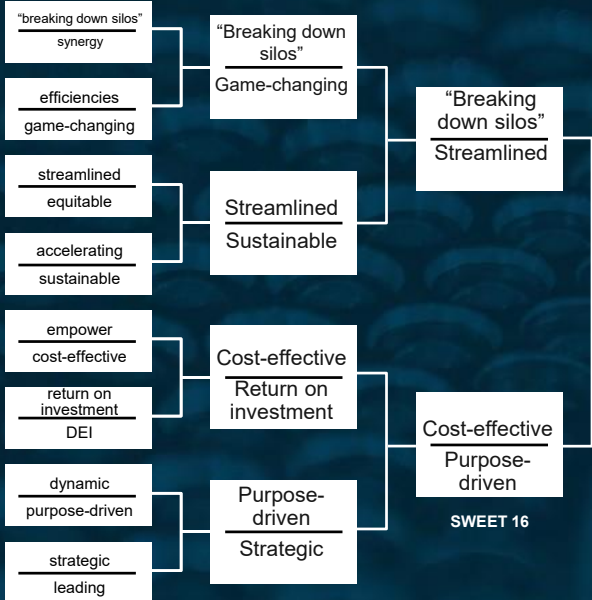 “breaking down silos”
synergy
efficiencies
game-changing
streamlined
equitable
accelerating
sustainable
empower
cost-effective
return on
investment
DEI
dynamic
purpose-driven
strategic
leading
“Breaking down
silos”
Game-changing
Streamlined
Sustainable
Cost-effective
Return on
investment
Purpose-
driven
Strategic
“Breaking
down silos”
Streamlined
Cost-effective
Purpose-
driven
SWEET 16